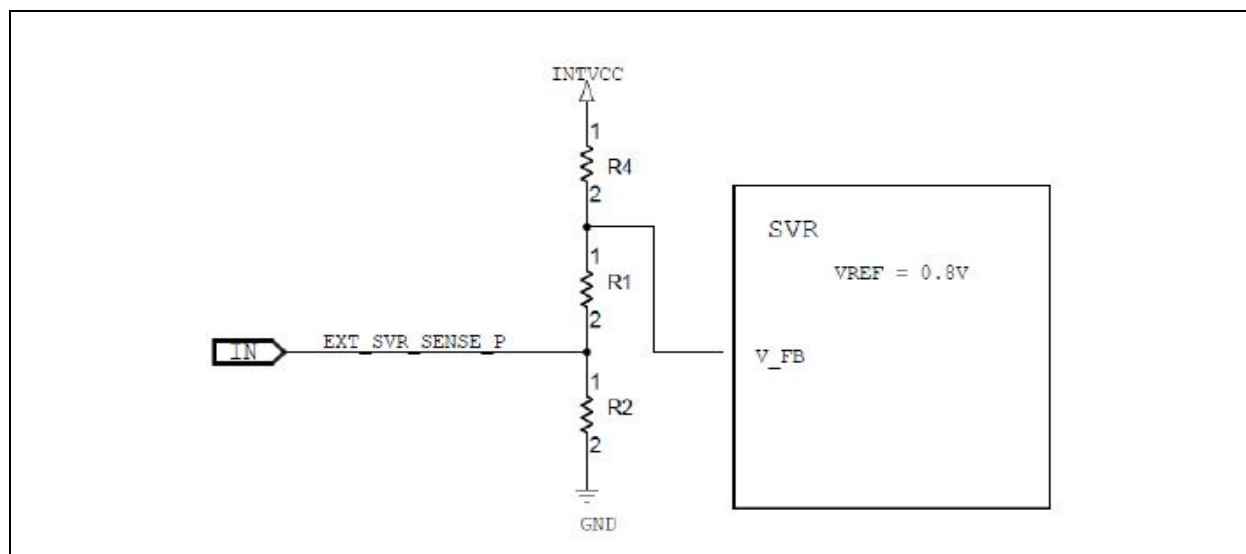 INTVCC
1
R4
2
SVR
VREF = 0.8V
1
R1
2
IN
EXT_SVR_SENSE_P
V_FB
1
R2
2
GND